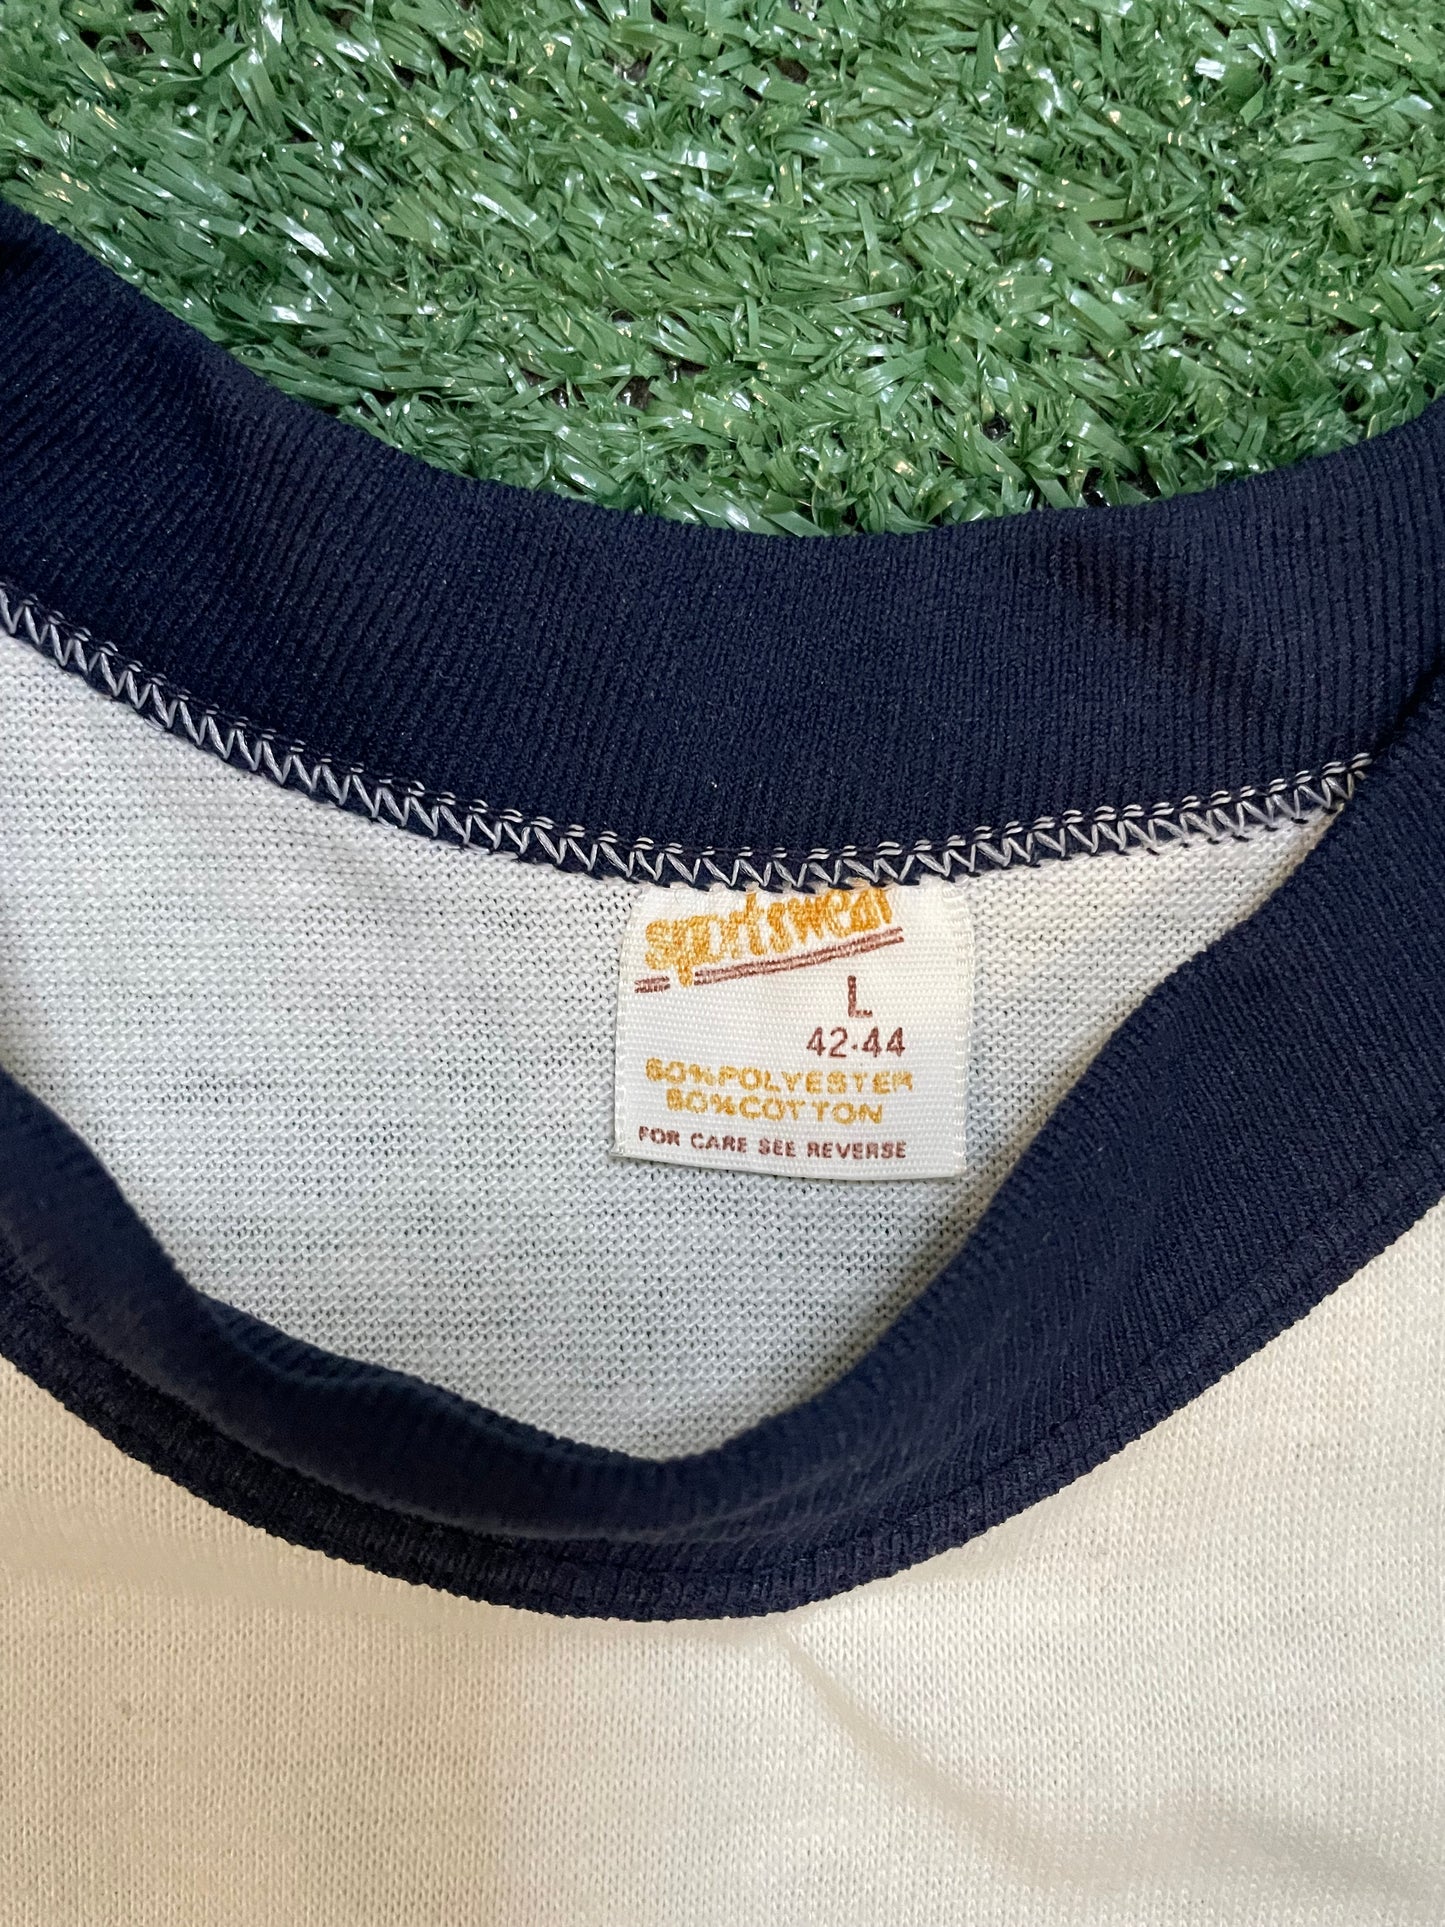 sportswear
L
42-44
50% POLYESTER
50% COTTON
FOR CARE SEE REVERSE